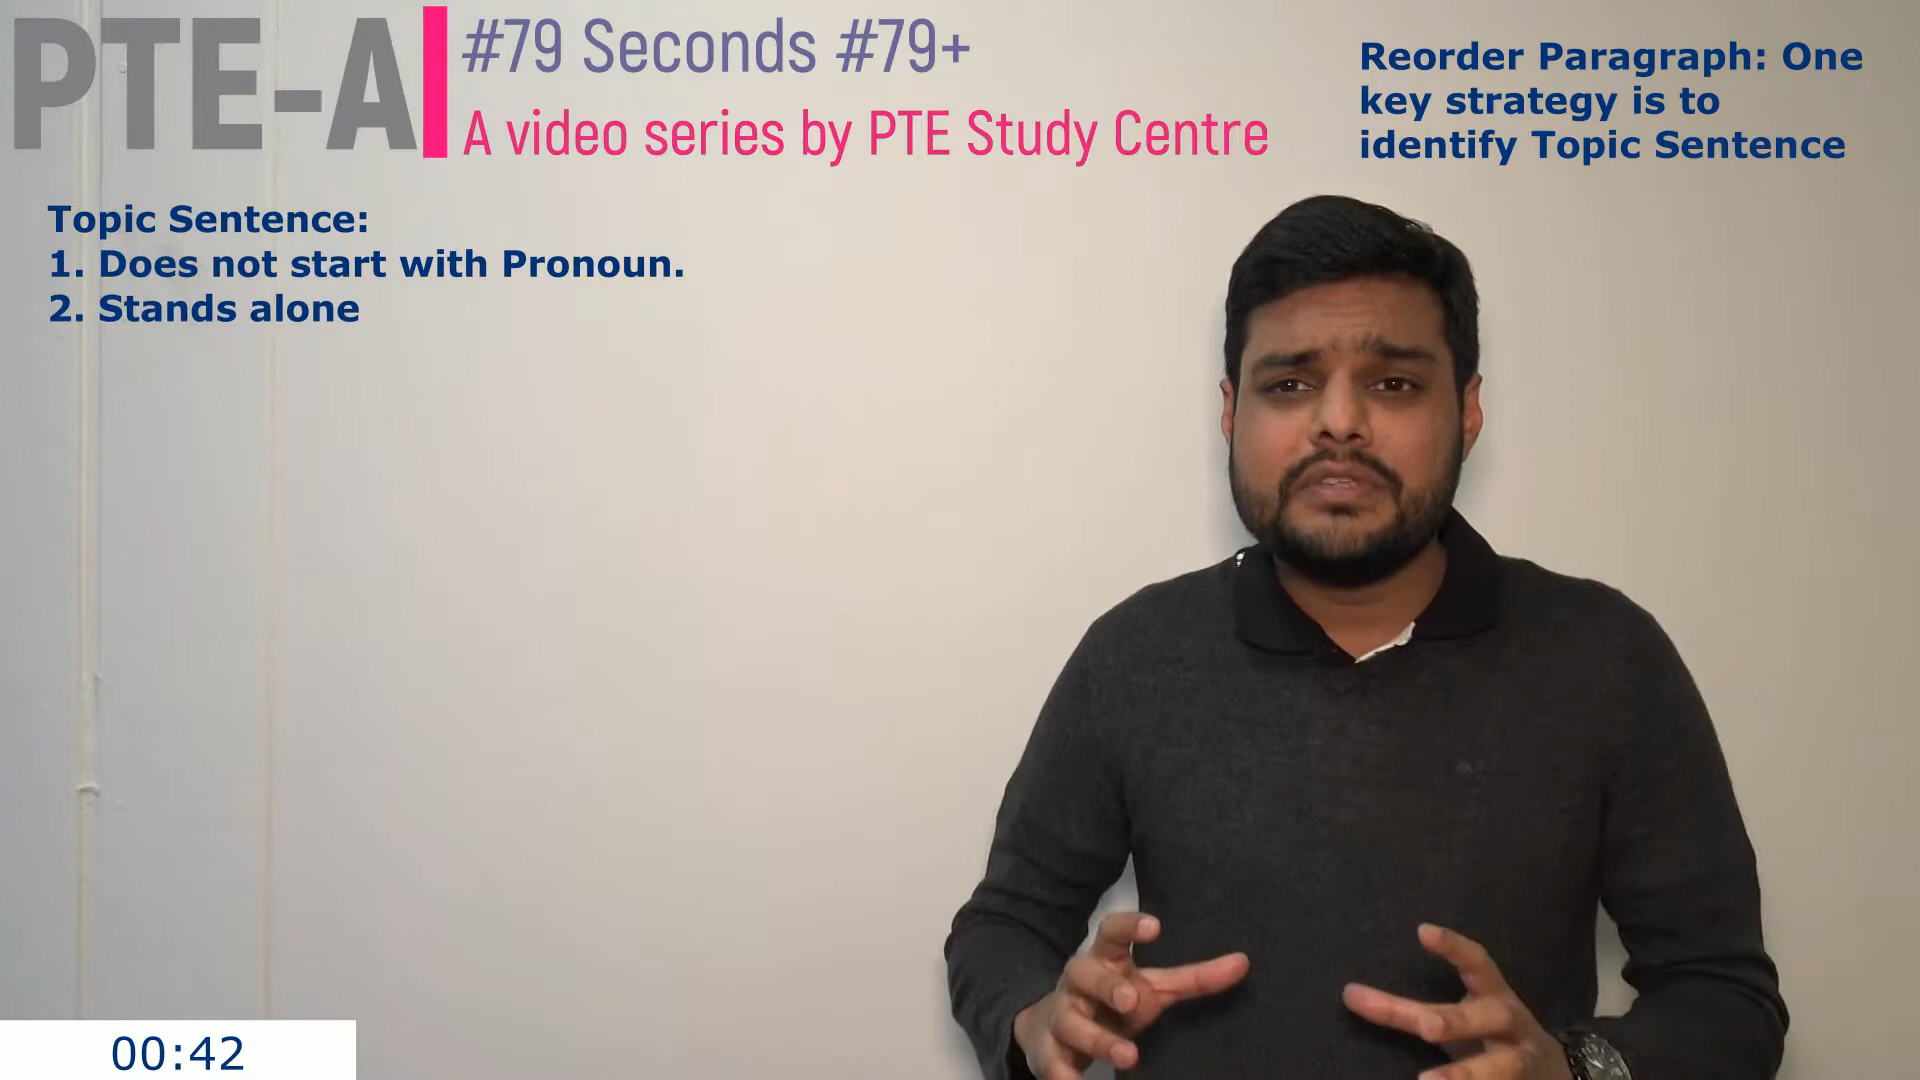 PTE-A
#79 Seconds #79+
A video series by PTE Study Centre
Reorder Paragraph: One
key strategy is to
identify Topic Sentence
Topic Sentence:
1. Does not start with Pronoun.
2. Stands alone
00:42